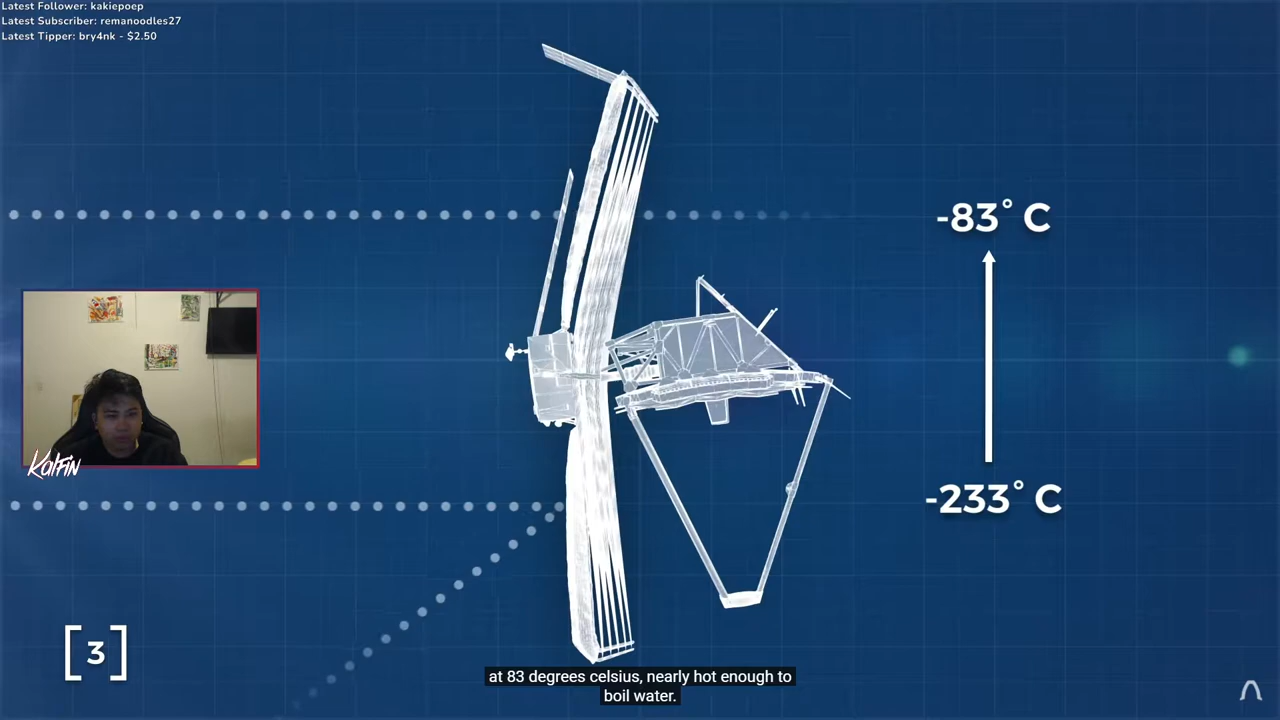 Latest Follower: kakiepoep
Latest Subscriber: remanoodles27
Latest Tipper: bry4nk - $2.50
-83° C
Kalfin
-233° C
[3]
at 83 degrees celsius, nearly hot enough to
boil water.